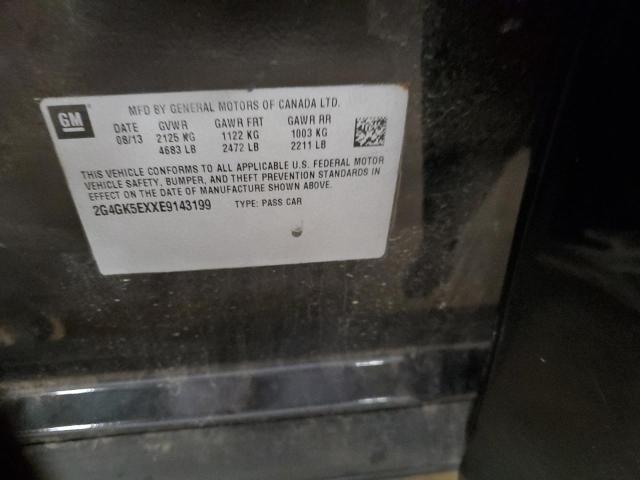 GM
MFD BY GENERAL MOTORS OF CANADA LTD.
DATE GVWR GAWR FRT GAWR RR
08/13 2125 KG 1122 KG 1003 KG
4683 LB 2472 LB 2211 LB
THIS VEHICLE CONFORMS TO ALL APPLICABLE U.S. FEDERAL MOTOR
VEHICLE SAFETY, BUMPER, AND THEFT PREVENTION STANDARDS IN
EFFECT ON THE DATE OF MANUFACTURE SHOWN ABOVE.
2G4GK5EXXE9143199 TYPE: PASS CAR